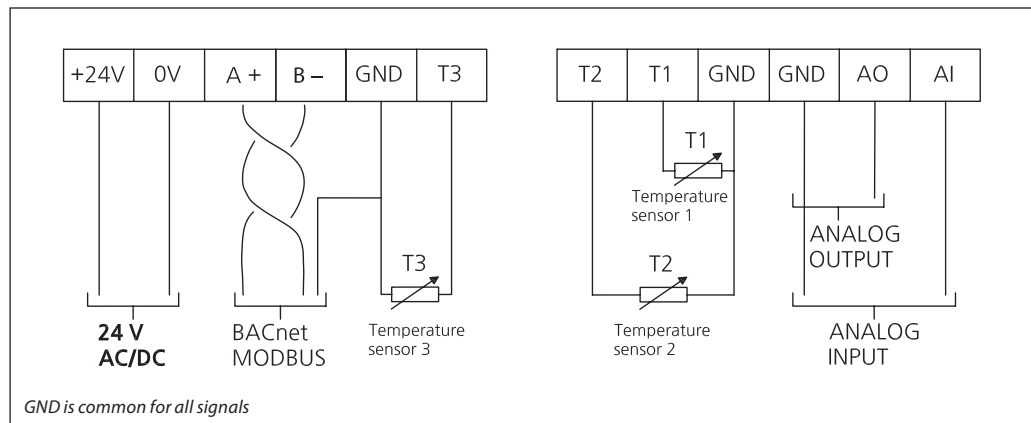 +24V 0V A + B – GND T3
T2 T1 GND GND AO AI
T1
Temperature
sensor 1
ANALOG
OUTPUT
T3
T2
24 V
AC/DC
BACnet
MODBUS
Temperature
sensor 3
Temperature
sensor 2
ANALOG
INPUT
GND is common for all signals